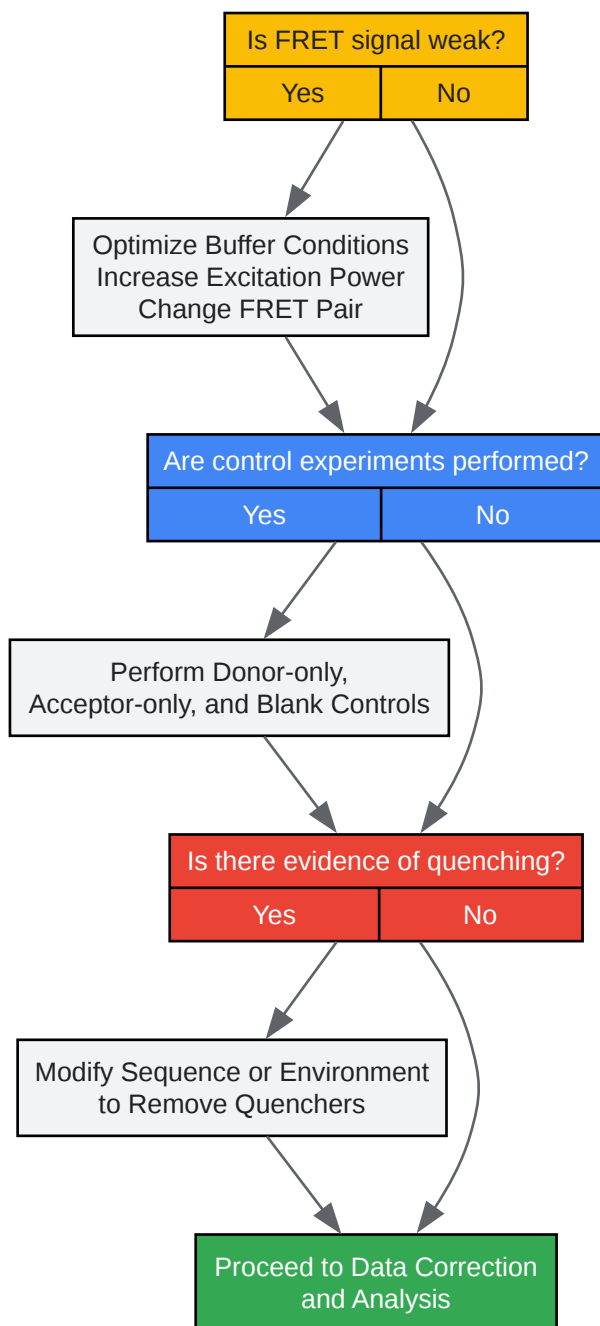 Is FRET signal weak?
Yes
No
Optimize Buffer Conditions
Increase Excitation Power
Change FRET Pair
Are control experiments performed?
Yes
No
Perform Donor-only,
Acceptor-only, and Blank Controls
Is there evidence of quenching?
Yes
No
Modify Sequence or Environment
to Remove Quenchers
Proceed to Data Correction
and Analysis